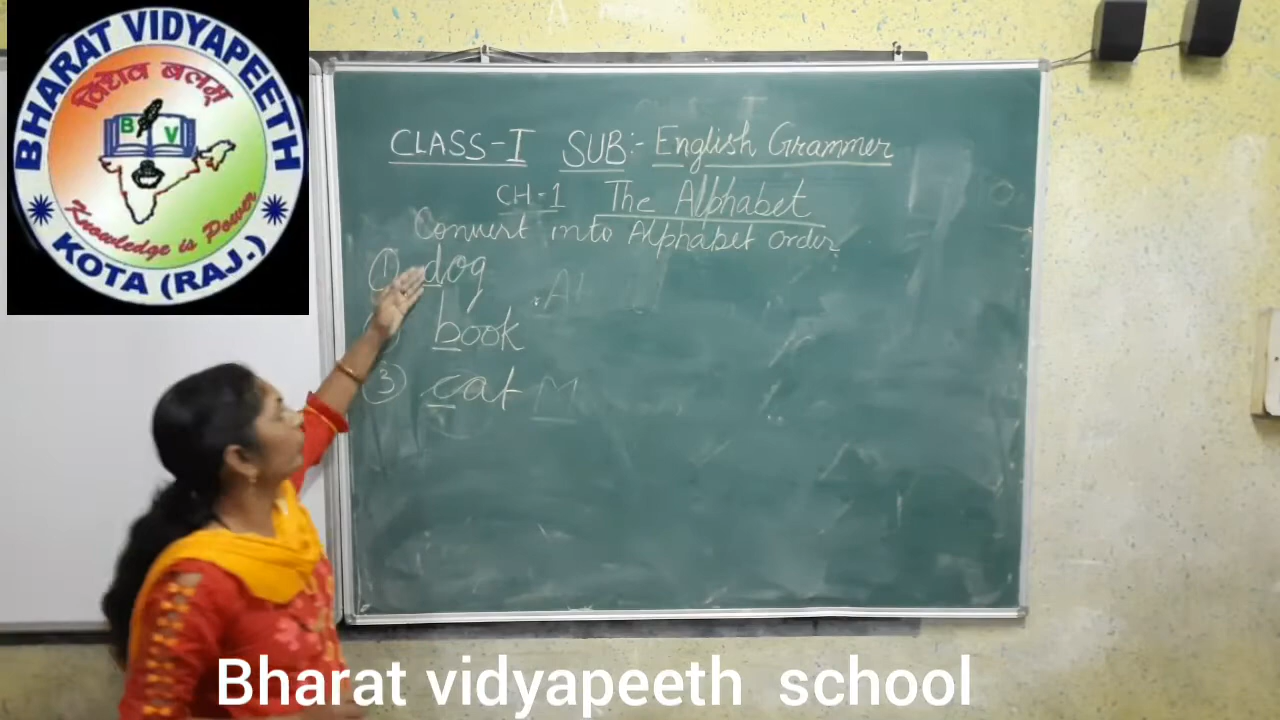 BHARAT VIDYAPEETH
विद्यैव बलम्
B V
Knowledge is Power
KOTA (RAJ.)
CLASS-I SUB:- English Grammer
CH-1 The Alphabet
Convert into Alphabet order
1 dog
book
3 cat M
Bharat vidyapeeth school